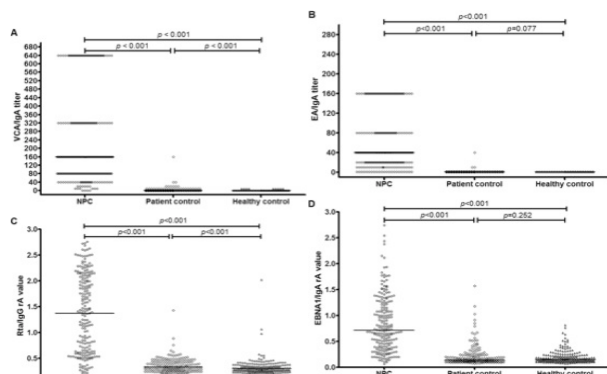 A
p < 0.001
p < 0.001
p < 0.001
VCA/IgA titer
680
640
600
560
520
480
440
400
360
320
280
240
200
160
120
80
40
0
NPC
Patient control
Healthy control
B
p<0.001
p<0.001
p=0.077
EA/IgA titer
280
240
200
160
120
80
40
0
NPC
Patient control
Healthy control
C
p<0.001
p<0.001
p<0.001
Rta/IgG rA value
3.0
2.5
2.0
1.5
1.0
0.5
D
p<0.001
p<0.001
p=0.252
EBNA1/IgA rA value
3.0
2.5
2.0
1.5
1.0
0.5
0.0
NPC
Patient control
Healthy control